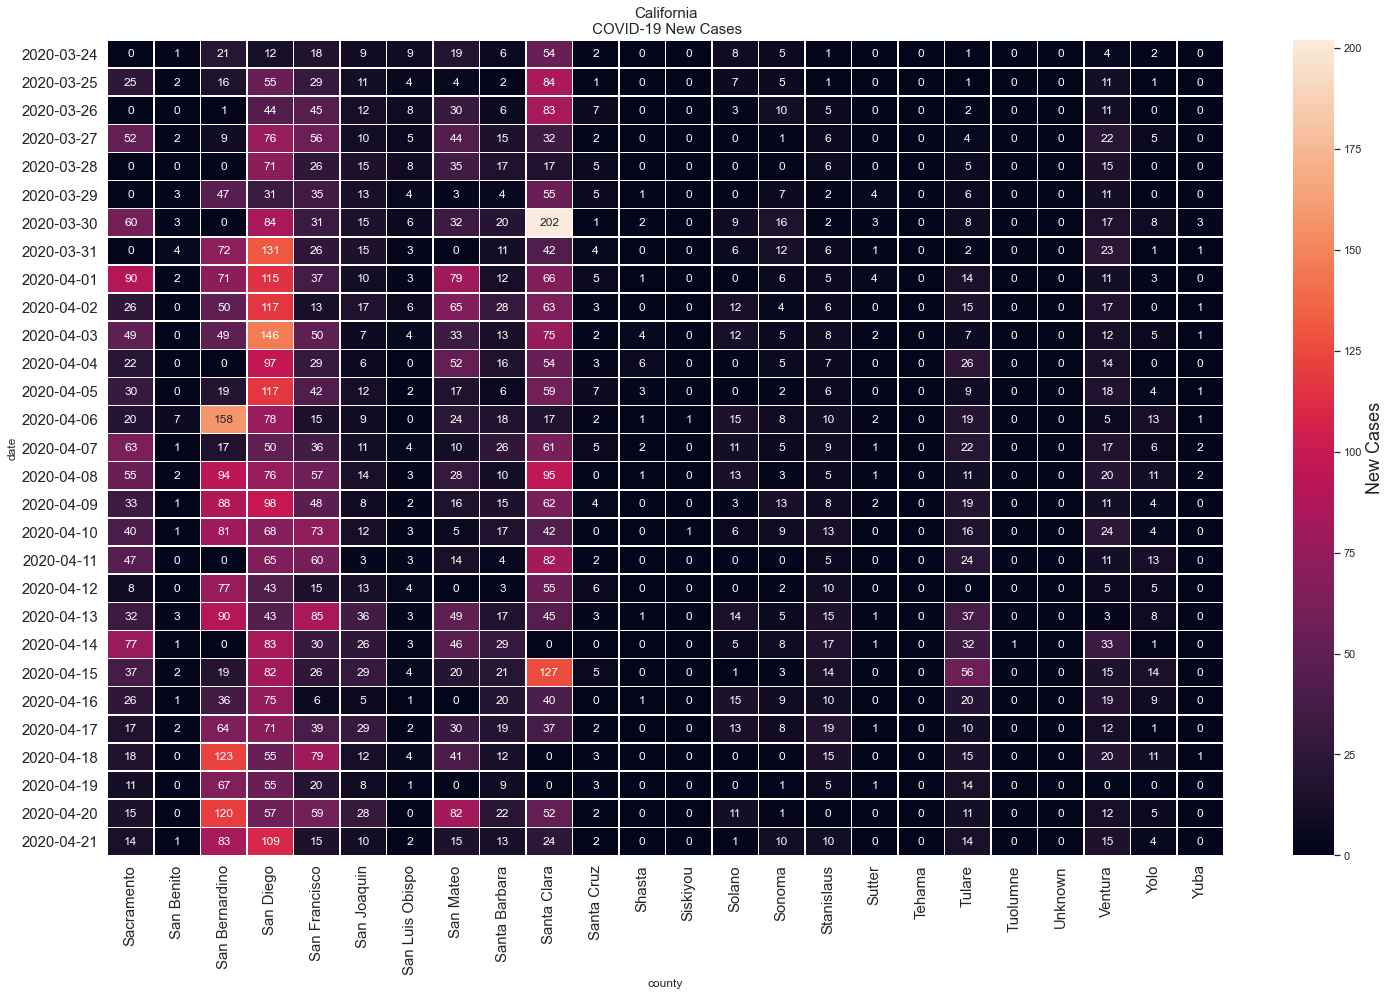 California
COVID-19 New Cases
2020-03-24 0 1 21 12 18 9 9 19 6 54 2 0 0 8 5 1 0 0 1 0 0 4 2 0
2020-03-25 25 2 16 55 29 11 4 4 2 84 1 0 0 7 5 1 0 0 1 0 0 11 1 0
2020-03-26 0 0 1 44 45 12 8 30 6 83 7 0 0 3 10 5 0 0 2 0 0 11 0 0
2020-03-27 52 2 9 76 56 10 5 44 15 32 2 0 0 0 1 6 0 0 4 0 0 22 5 0
2020-03-28 0 0 0 71 26 15 8 35 17 17 5 0 0 0 0 6 0 0 5 0 0 15 0 0
2020-03-29 0 3 47 31 35 13 4 3 4 55 5 1 0 0 7 2 4 0 6 0 0 11 0 0
2020-03-30 60 3 0 84 31 15 6 32 20 202 1 2 0 9 16 2 3 0 8 0 0 17 8 3
2020-03-31 0 4 72 131 26 15 3 0 11 42 4 0 0 6 12 6 1 0 2 0 0 23 1 1
2020-04-01 90 2 71 115 37 10 3 79 12 66 5 1 0 0 6 5 4 0 14 0 0 11 3 0
2020-04-02 26 0 50 117 13 17 6 65 28 63 3 0 0 12 4 6 0 0 15 0 0 17 0 1
2020-04-03 49 0 49 146 50 7 4 33 13 75 2 4 0 12 5 8 2 0 7 0 0 12 5 1
2020-04-04 22 0 0 97 29 6 0 52 16 54 3 6 0 0 5 7 0 0 26 0 0 14 0 0
2020-04-05 30 0 19 117 42 12 2 17 6 59 7 3 0 0 2 6 0 0 9 0 0 18 4 1
2020-04-06 20 7 158 78 15 9 0 24 18 17 2 1 1 15 8 10 2 0 19 0 0 5 13 1
2020-04-07 63 1 17 50 36 11 4 10 26 61 5 2 0 11 5 9 1 0 22 0 0 17 6 2
2020-04-08 55 2 94 76 57 14 3 28 10 95 0 1 0 13 3 5 1 0 11 0 0 20 11 2
2020-04-09 33 1 88 98 48 8 2 16 15 62 4 0 0 3 13 8 2 0 19 0 0 11 4 0
2020-04-10 40 1 81 68 73 12 3 5 17 42 0 0 1 6 9 13 0 0 16 0 0 24 4 0
2020-04-11 47 0 0 65 60 3 3 14 4 82 2 0 0 0 0 5 0 0 24 0 0 11 13 0
2020-04-12 8 0 77 43 15 13 4 0 3 55 6 0 0 0 2 10 0 0 0 0 0 5 5 0
2020-04-13 32 3 90 43 85 36 3 49 17 45 3 1 0 14 5 15 1 0 37 0 0 3 8 0
2020-04-14 77 1 0 83 30 26 3 46 29 0 0 0 0 5 8 17 1 0 32 1 0 33 1 0
2020-04-15 37 2 19 82 26 29 4 20 21 127 5 0 0 1 3 14 0 0 56 0 0 15 14 0
2020-04-16 26 1 36 75 6 5 1 0 20 40 0 1 0 15 9 10 0 0 20 0 0 19 9 0
2020-04-17 17 2 64 71 39 29 2 30 19 37 2 0 0 13 8 19 1 0 10 0 0 12 1 0
2020-04-18 18 0 123 55 79 12 4 41 12 0 3 0 0 0 0 15 0 0 15 0 0 20 11 1
2020-04-19 11 0 67 55 20 8 1 0 9 0 3 0 0 0 1 5 1 0 14 0 0 0 0 0
2020-04-20 15 0 120 57 59 28 0 82 22 52 2 0 0 11 1 0 0 0 11 0 0 12 5 0
2020-04-21 14 1 83 109 15 10 2 15 13 24 2 0 0 1 10 10 0 0 14 0 0 15 4 0
date
Sacramento
San Benito
San Bernardino
San Diego
San Francisco
San Joaquin
San Luis Obispo
San Mateo
Santa Barbara
Santa Clara
Santa Cruz
Shasta
Siskiyou
Solano
Sonoma
Stanislaus
Sutter
Tehama
Tulare
Tuolumne
Unknown
Ventura
Yolo
Yuba
county
200
175
150
125
100
75
50
25
0
New Cases